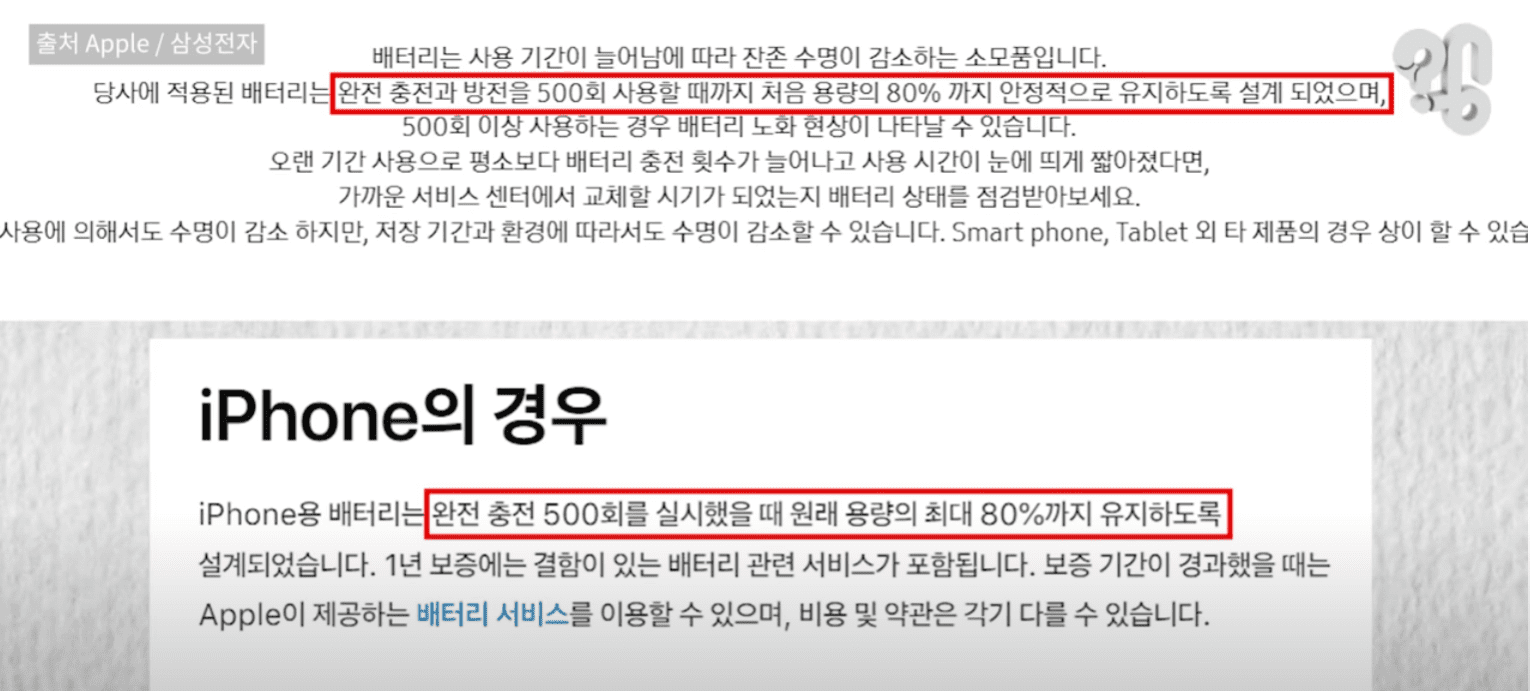 출처 Apple / 삼성전자
배터리는 사용 기간이 늘어남에 따라 잔존 수명이 감소하는 소모품입니다.
당사에 적용된 배터리는 완전 충전과 방전을 500회 사용할 때까지 처음 용량의 80% 까지 안정적으로 유지하도록 설계 되었으며,
500회 이상 사용하는 경우 배터리 노화 현상이 나타날 수 있습니다.
오랜 기간 사용으로 평소보다 배터리 충전 횟수가 늘어나고 사용 시간이 눈에 띄게 짧아졌다면,
가까운 서비스 센터에서 교체할 시기가 되었는지 배터리 상태를 점검받아보세요.
사용에 의해서도 수명이 감소 하지만, 저장 기간과 환경에 따라서도 수명이 감소할 수 있습니다. Smart phone, Tablet 외 타 제품의 경우 상이 할 수 있습
iPhone의 경우
iPhone용 배터리는 완전 충전 500회를 실시했을 때 원래 용량의 최대 80%까지 유지하도록
설계되었습니다. 1년 보증에는 결함이 있는 배터리 관련 서비스가 포함됩니다. 보증 기간이 경과했을 때는
Apple이 제공하는 배터리 서비스를 이용할 수 있으며, 비용 및 약관은 각기 다를 수 있습니다.